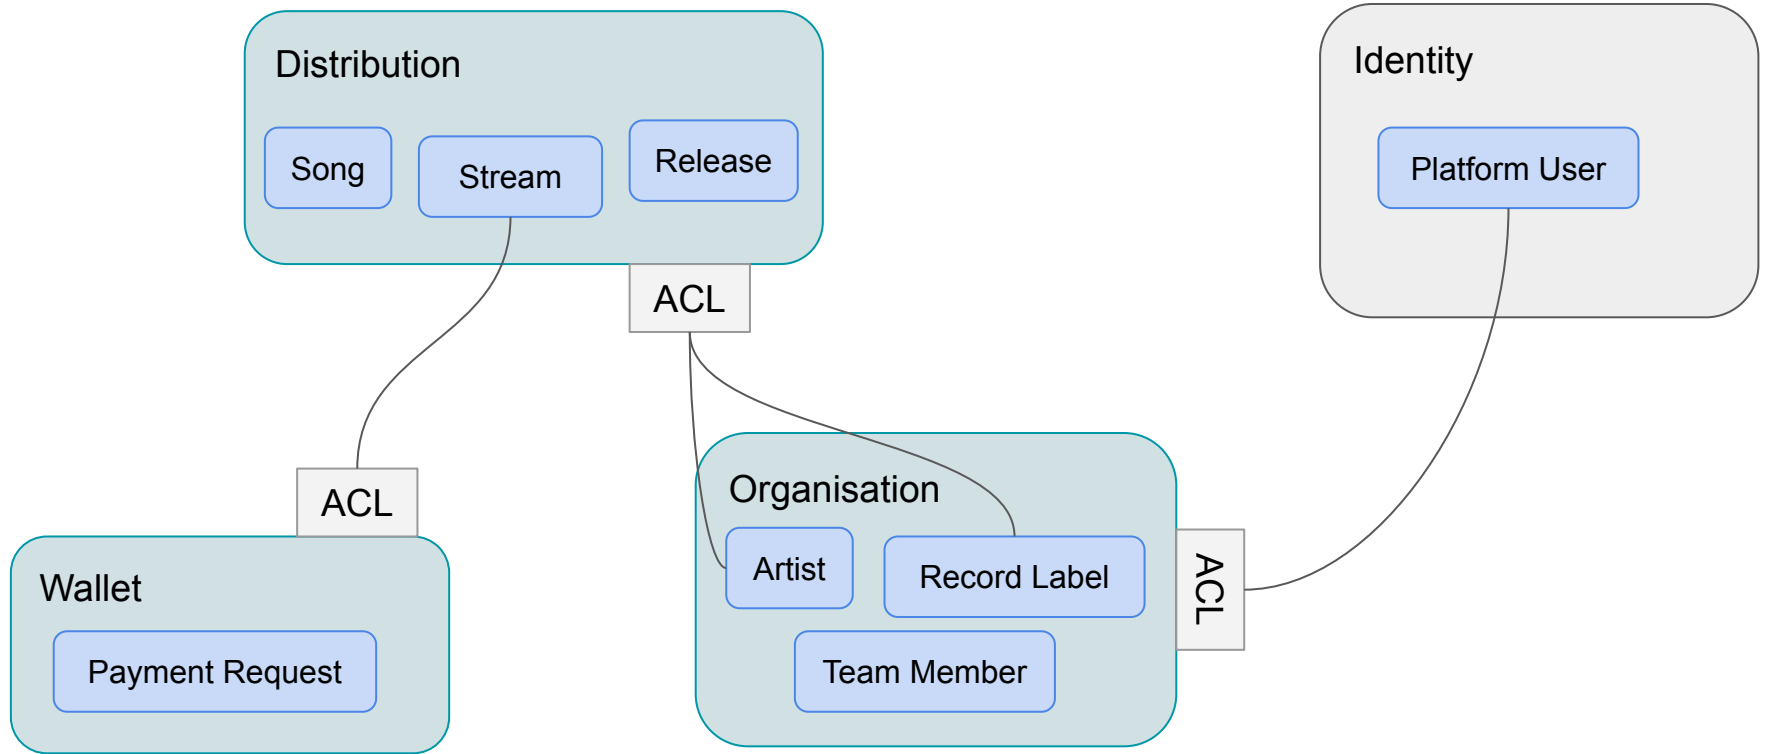 Distribution
Song
Stream
Release
ACL
Identity
Platform User
ACL
Wallet
Payment Request
Organisation
Artist
Record Label
Team Member
ACL